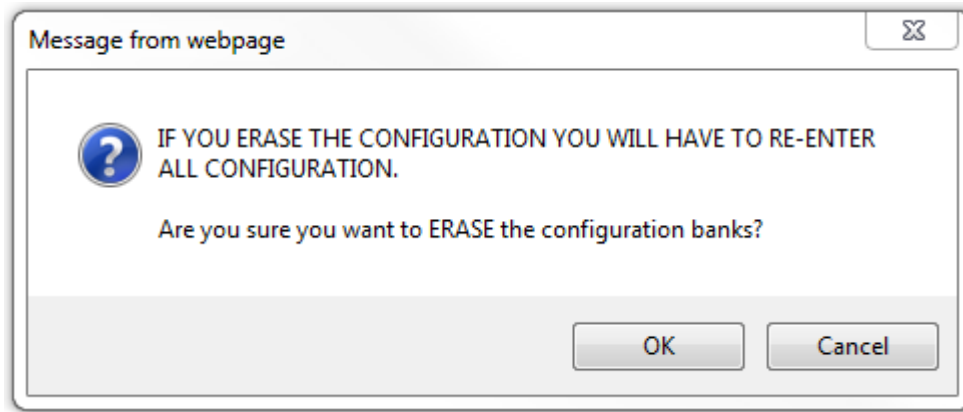 Message from webpage
IF YOU ERASE THE CONFIGURATION YOU WILL HAVE TO RE-ENTER
ALL CONFIGURATION.
Are you sure you want to ERASE the configuration banks?
OK
Cancel